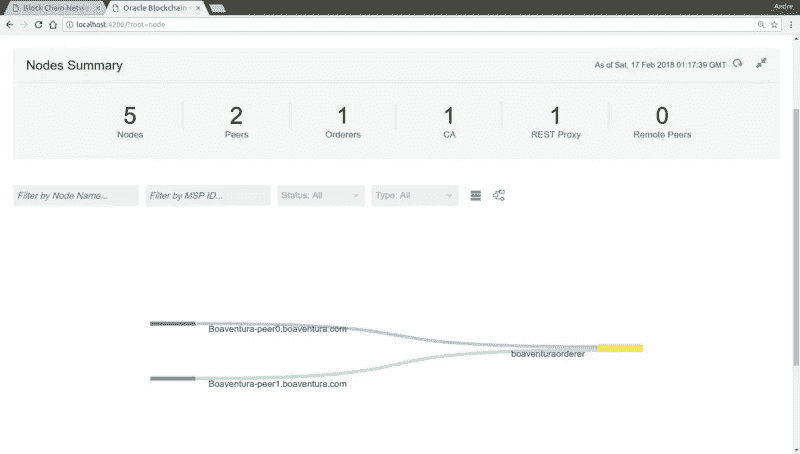 Andre
Block Chain Netwo
Oracle Blockchain
localhost:4200/?root=node
Nodes Summary
As of Sat, 17 Feb 2018 01:17:39 GMT
5 2 1 1 1 0
Nodes Peers Orderers CA REST Proxy Remote Peers
Filter by Node Name... Filter by MSP ID... Status: All Type: All
Boaventura-peer0.boaventura.com
boaventuraorderer
Boaventura-peer1.boaventura.com